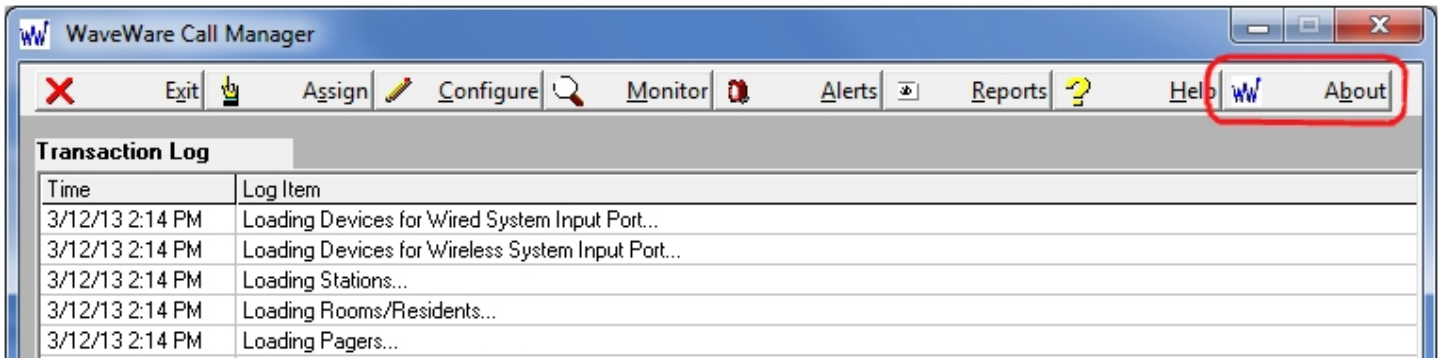 WaveWare Call Manager
Exit Assign Configure Monitor Alerts Reports Help About
Transaction Log
Time Log Item
3/12/13 2:14 PM Loading Devices for Wired System Input Port...
3/12/13 2:14 PM Loading Devices for Wireless System Input Port...
3/12/13 2:14 PM Loading Stations...
3/12/13 2:14 PM Loading Rooms/Residents...
3/12/13 2:14 PM Loading Pagers...